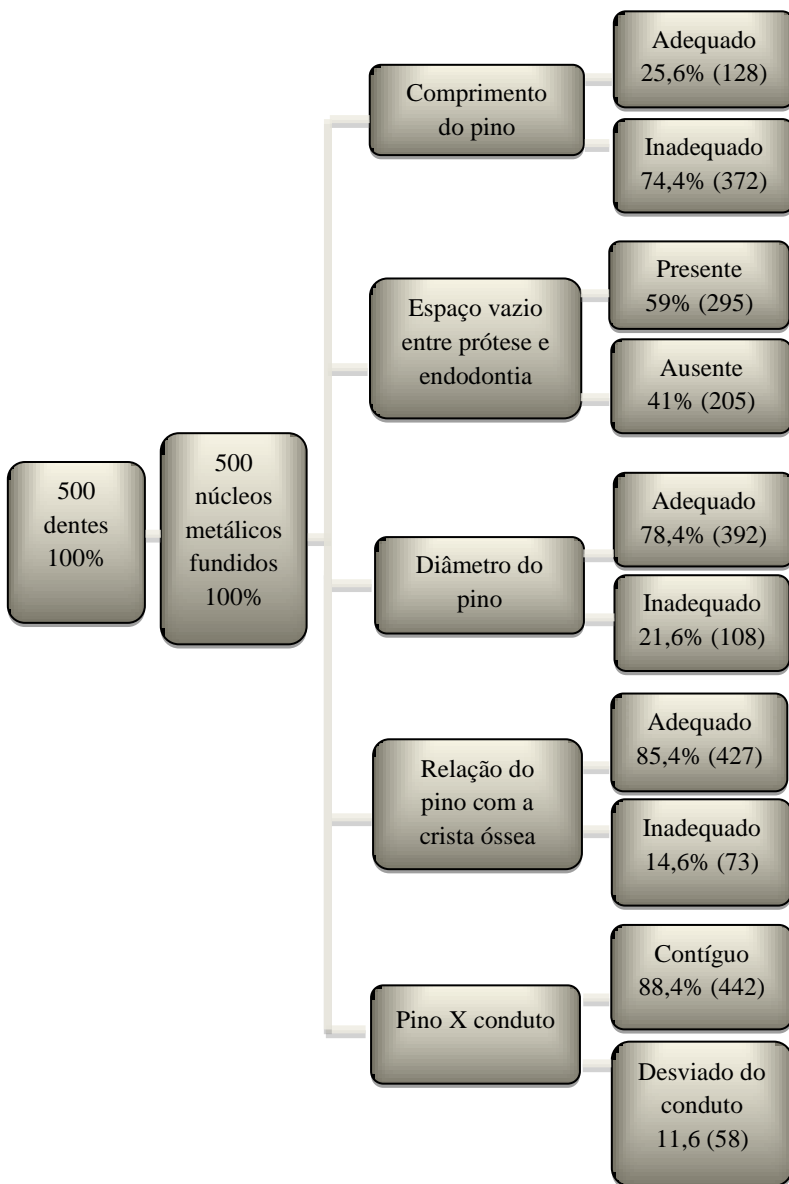 500
dentes
100%
500
núcleos
metálicos
fundidos
100%
Comprimento
do pino
Adequado
25,6% (128)
Inadequado
74,4% (372)
Espaço vazio
entre prótese e
endodontia
Presente
59% (295)
Ausente
41% (205)
Diâmetro do
pino
Adequado
78,4% (392)
Inadequado
21,6% (108)
Relação do
pino com a
crista óssea
Adequado
85,4% (427)
Inadequado
14,6% (73)
Pino X conduto
Contíguo
88,4% (442)
Desviado do
conduto
11,6 (58)